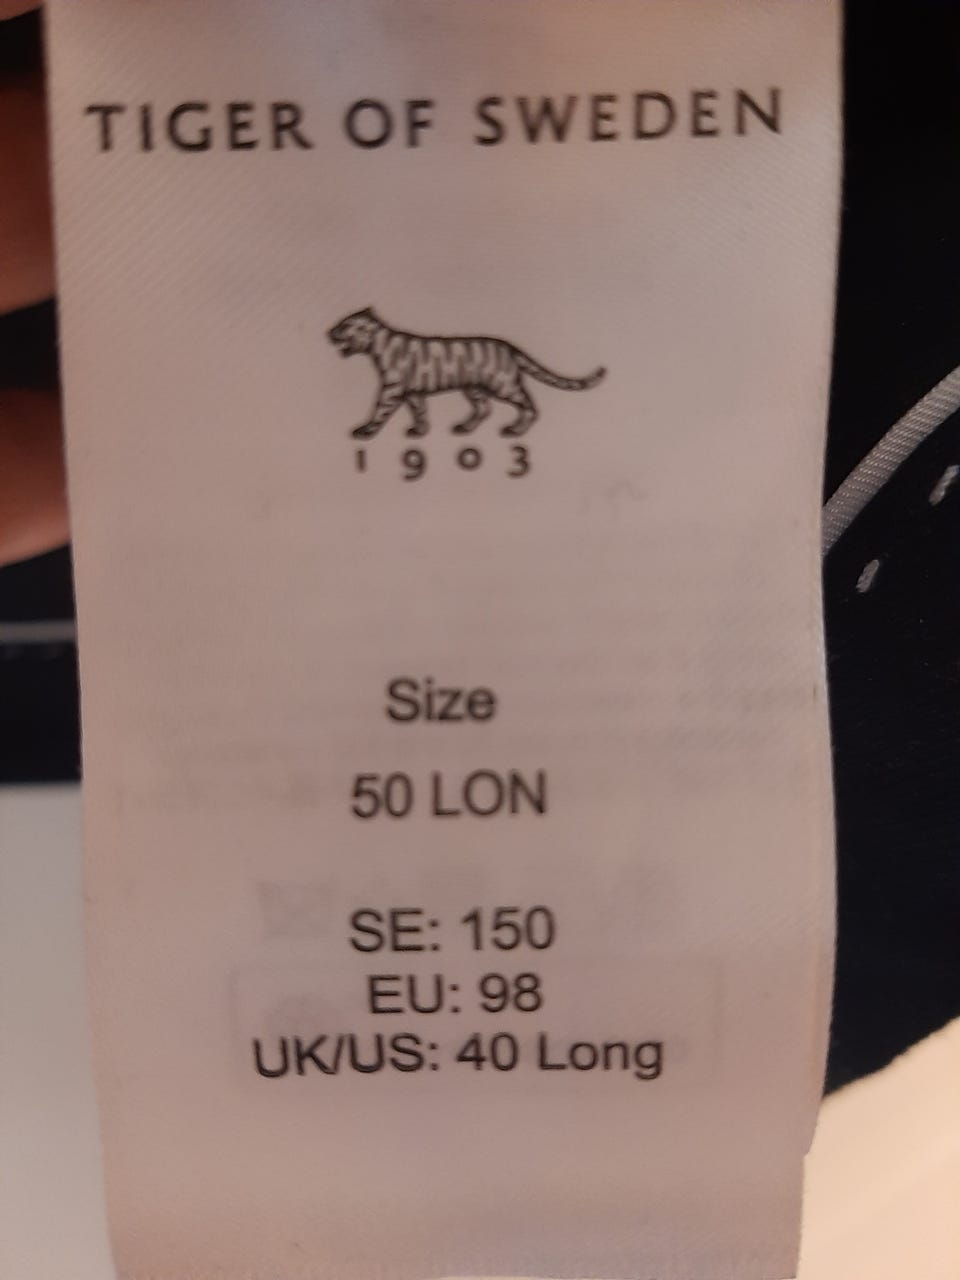 TIGER OF SWEDEN
1903
Size
50 LON
SE: 150
EU: 98
UK/US: 40 Long